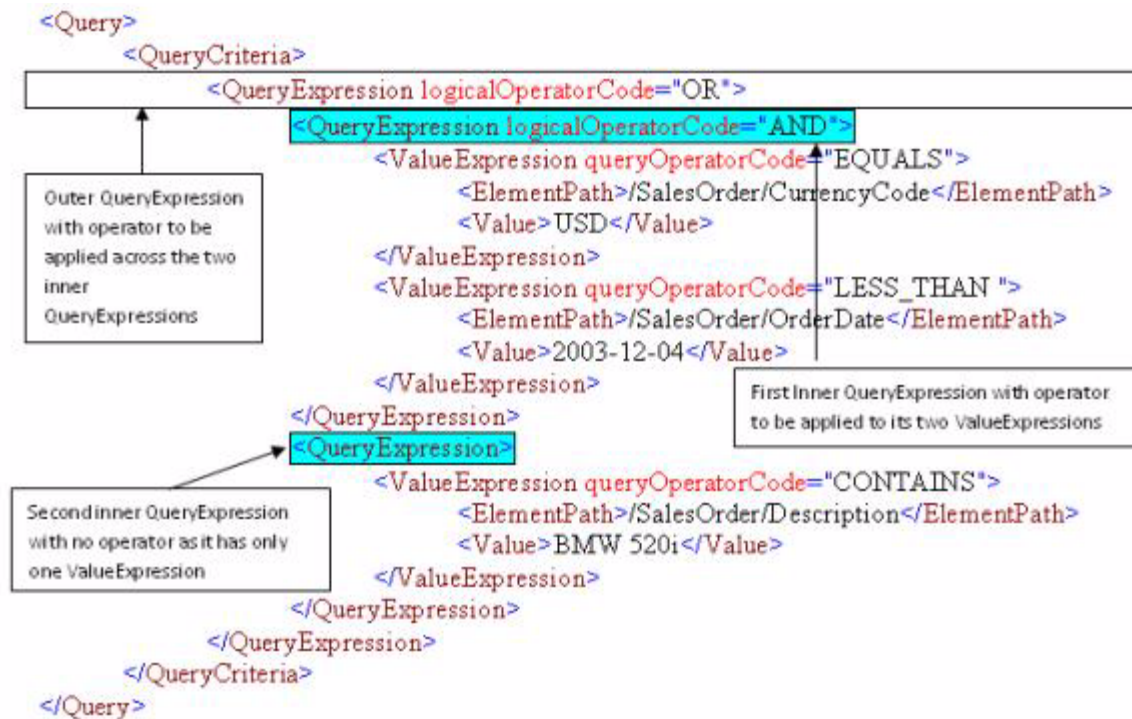 <Query>
<QueryCriteria>
<QueryExpression logicalOperatorCode="OR">
<QueryExpression logicalOperatorCode="AND">
<ValueExpression queryOperatorCode="EQUALS">
<ElementPath>/SalesOrder/CurrencyCode</ElementPath>
<Value>USD</Value>
</ValueExpression>
<ValueExpression queryOperatorCode="LESS_THAN ">
<ElementPath>/SalesOrder/OrderDate</ElementPath>
<Value>2003-12-04</Value>
</ValueExpression>
</QueryExpression>
<QueryExpression>
<ValueExpression queryOperatorCode="CONTAINS">
<ElementPath>/SalesOrder/Description</ElementPath>
<Value>BMW 520i</Value>
</ValueExpression>
</QueryExpression>
</QueryExpression>
</QueryCriteria>
</Query>
Outer QueryExpression
with operator to be
applied across the two
inner
QueryExpressions
First Inner QueryExpression with operator
to be applied to its two ValueExpressions
Second inner QueryExpression
with no operator as it has only
one ValueExpression